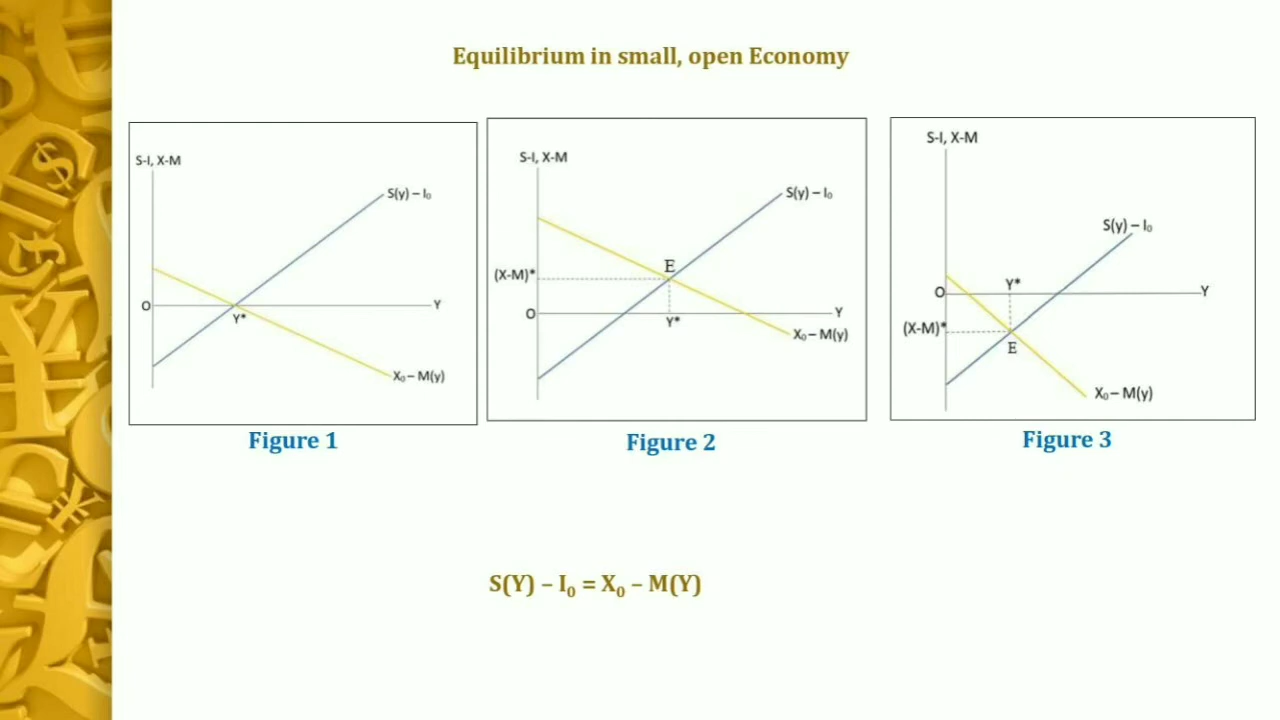 Equilibrium in small, open Economy
S-I, X-M
S(y) – I₀
O
Y
Y*
X₀ – M(y)
Figure 1
S-I, X-M
S(y) – I₀
E
(X-M)*
O
Y
Y*
X₀ – M(y)
Figure 2
S-I, X-M
S(y) – I₀
Y*
O
Y
(X-M)*
E
X₀ – M(y)
Figure 3
S(Y) – I₀ = X₀ – M(Y)